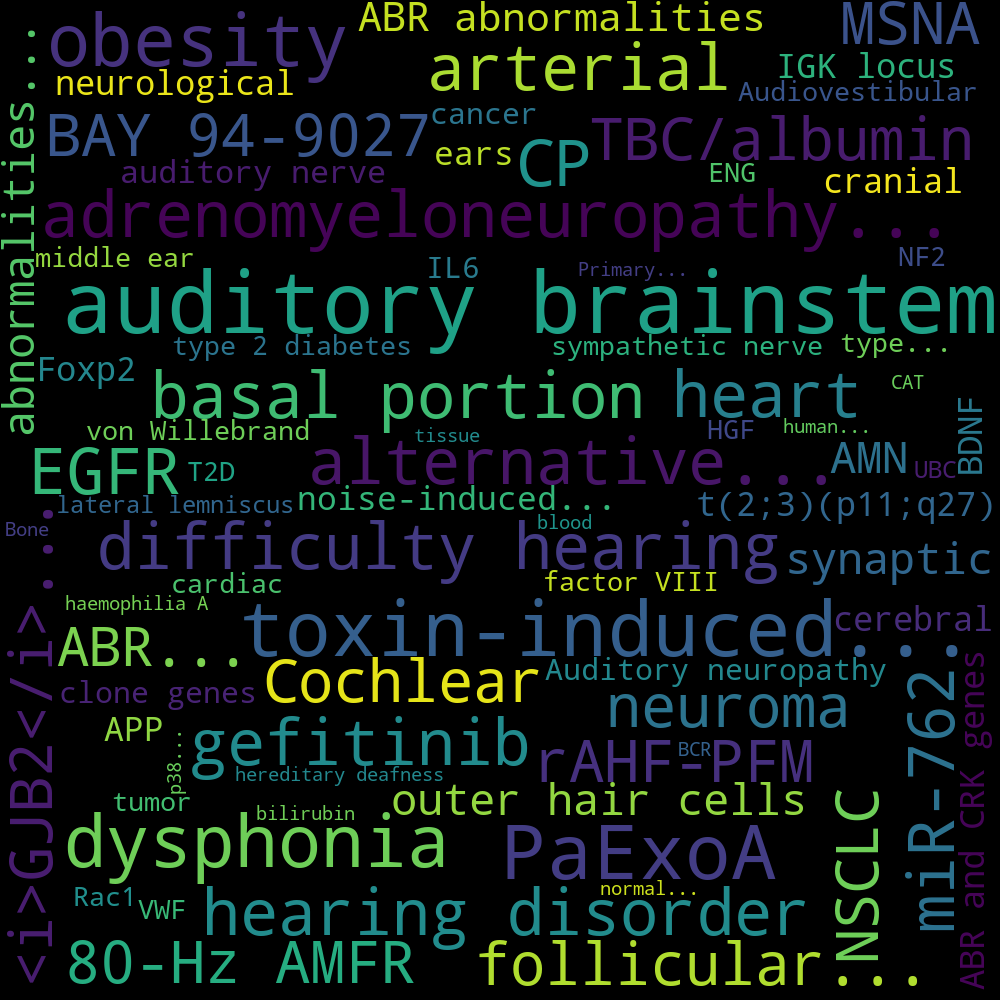 ABR abnormalities
MSNA
obesity
arterial
IGK locus
neurological
Audiovestibular
cancer
BAY 94-9027
TBC/albumin
ears
CP
auditory nerve
ENG
cranial
adrenomyeloneuropathy...
abnormalities...
middle ear
IL6
Primary...
NF2
auditory brainstem
type 2 diabetes
sympathetic nerve
type...
Foxp2
basal portion
heart
CAT
von Willebrand
tissue
HGF
human...
BDNF
EGFR
T2D
alternative...
AMN
UBC
lateral lemniscus
noise-induced...
t(2;3)(p11;q27)
Bone
blood
difficulty hearing
synaptic
cardiac
factor VIII
haemophilia A
toxin-induced...
cerebral
ABR...
Cochlear
Auditory neuropathy
clone genes
neuroma
miR-762
ABR and CRK genes
<i>GJB2</i>...
APP
p38...
gefitinib
rAHF-PFM
BCR
hereditary deafness
tumor
bilirubin
outer hair cells
NSCLC
dysphonia
PaExoA
normal...
Rac1
VWF
hearing disorder
80-Hz AMFR
follicular...